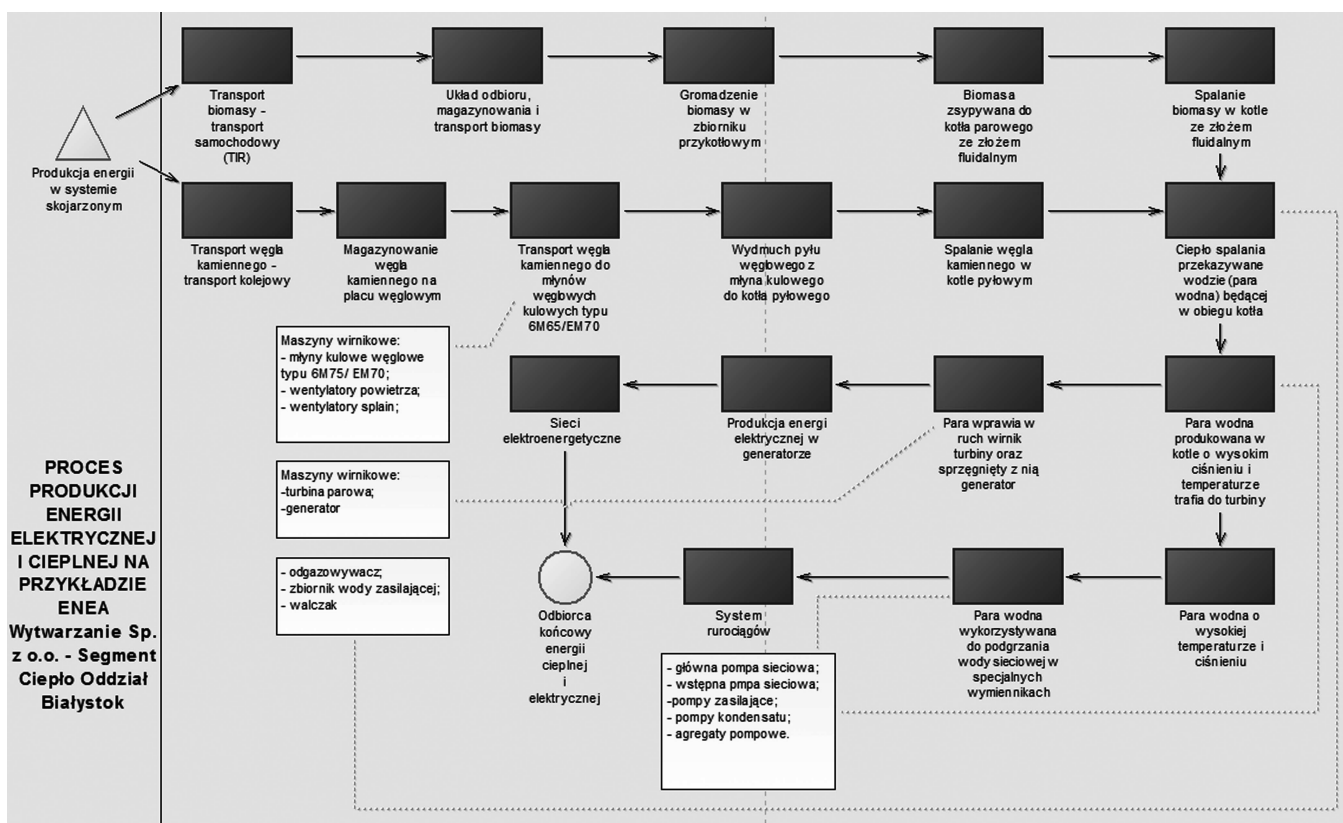 Transport
biomasy -
transport
samochodowy
(TIR)
Układ odbioru,
magazynowania i
transport biomasy
Gromadzenie
biomasy w
zbiorniku
przykotłowym
Biomasa
zsypywana do
kotła parowego
ze złożem
fluidalnym
Spalanie
biomasy w kotle
ze złożem
fluidalnym
Produkcja energii
w systemie
skojarzonym
Transport węgla
kamiennego -
transport kolejowy
Magazynowanie
węgla
kamiennego na
placu węglowym
Transport węgla
kamiennego do
młynów
węglowych
kulowych typu
6M65/EM70
Wydmuch pyłu
węglowego z
młyna kulowego
do kotła pyłowego
Spalanie węgla
kamiennego w
kotle pyłowym
Ciepło spalania
przekazywane
wodzie (para
wodna) będącej
w obiegu kotła
Maszyny wirnikowe:
- młyny kulowe węglowe
typu 6M75/ EM70;
- wentylatory powietrza;
- wentylatory splain;
Sieci
elektroenergetyczne
Produkcja energi
elektrycznej w
generatorze
Para wprawia w
ruch wirnik
turbiny oraz
sprzęgnięty z nią
generator
Para wodna
produkowana w
kotle o wysokim
ciśnieniu i
temperaturze
trafia do turbiny
Maszyny wirnikowe:
-turbina parowa;
-generator
PROCES
PRODUKCJI
ENERGII
ELEKTRYCZNEJ
I CIEPLNEJ NA
PRZYKŁADZIE
ENEA
Wytwarzanie Sp.
z o.o. - Segment
Ciepło Oddział
Białystok
- odgazowywacz;
- zbiornik wody zasilającej;
- walczak
Odbiorca
końcowy
energii
cieplnej
i
elektrycznej
System
rurociągów
Para wodna
wykorzystywana
do podgrzania
wody sieciowej w
specjalnych
wymiennikach
Para wodna o
wysokiej
temperaturze i
ciśnieniu
- główna pompa sieciowa;
- wstępna pmpa sieciowa;
-pompy zasilające;
- pompy kondensatu;
- agregaty pompowe.